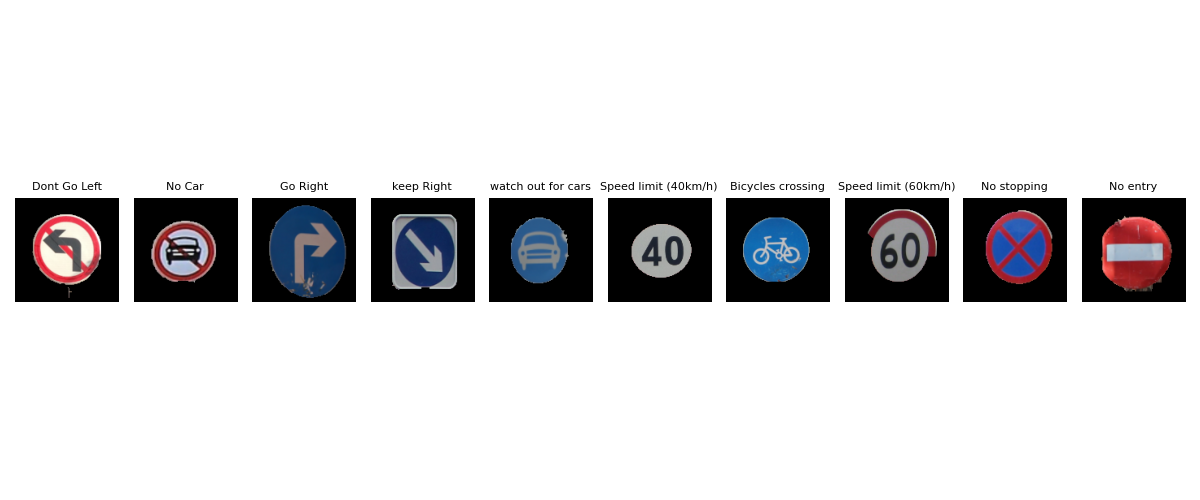 Dont Go Left
No Car
Go Right
keep Right
watch out for cars
Speed limit (40km/h)
Bicycles crossing
Speed limit (60km/h)
No stopping
No entry
40
60